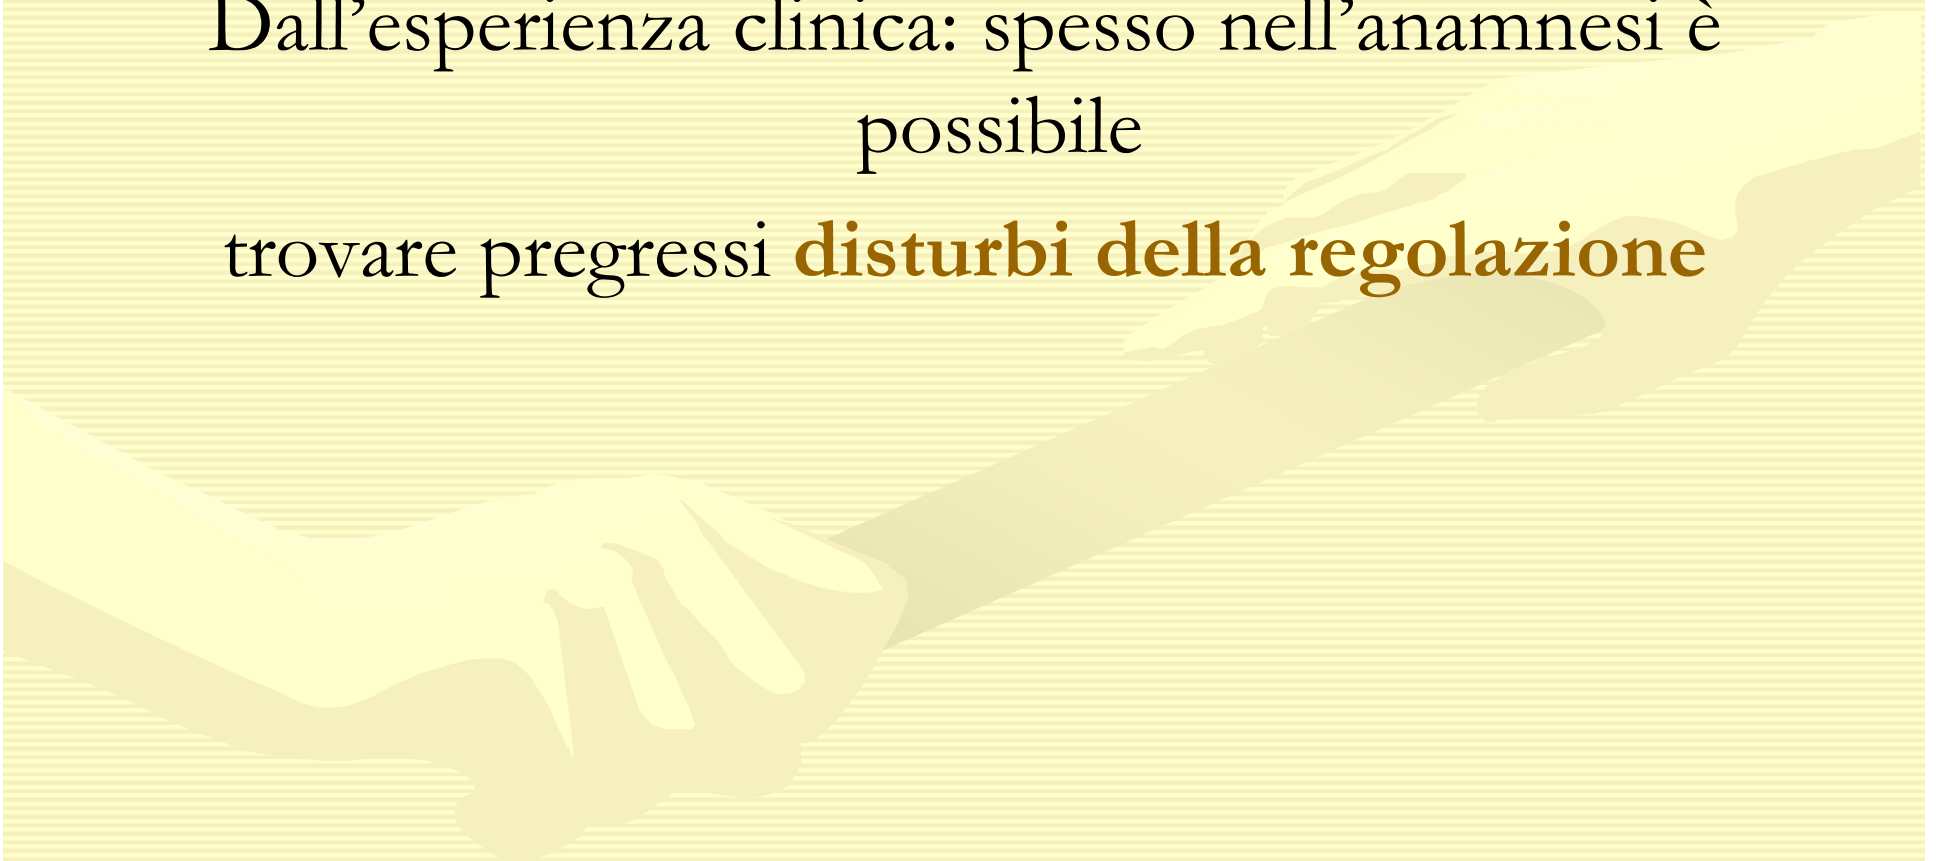 Dall’esperienza clinica: spesso nell’anamnesi è
possibile
trovare pregressi disturbi della regolazione